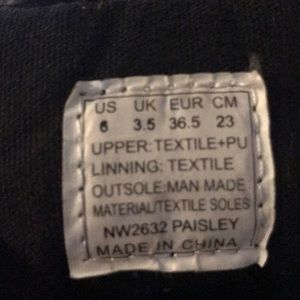 US UK EUR CM
6 3.5 36.5 23
UPPER: TEXTILE+PU
LINNING: TEXTILE
OUTSOLE: MAN MADE
MATERIAL/TEXTILE SOLES
NW2632 PAISLEY
MADE IN CHINA